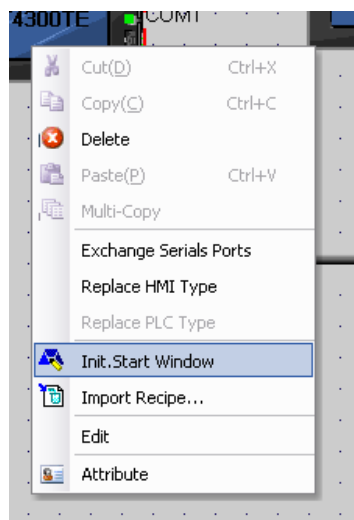 4300TE
COM1
Cut(D) Ctrl+X
Copy(C) Ctrl+C
Delete
Paste(P) Ctrl+V
Multi-Copy
Exchange Serials Ports
Replace HMI Type
Replace PLC Type
Init.Start Window
Import Recipe...
Edit
Attribute